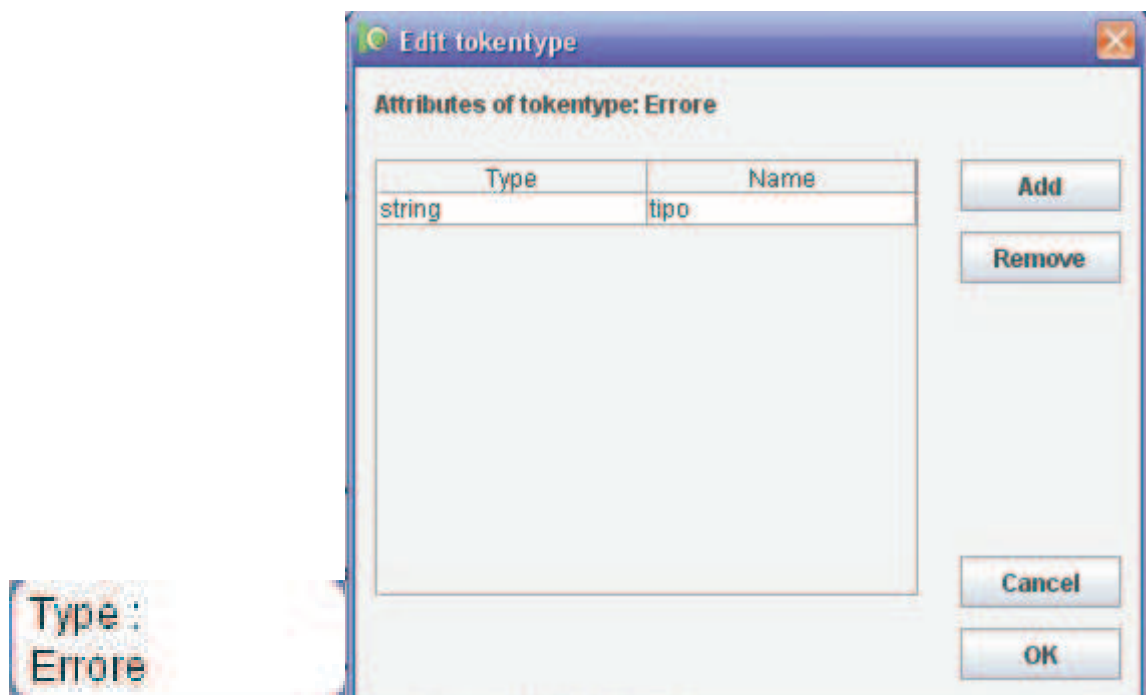 Edit tokentype
Attributes of tokentype: Errore
Type Name
string tipo
Add
Remove
Cancel
OK
Type :
Errore